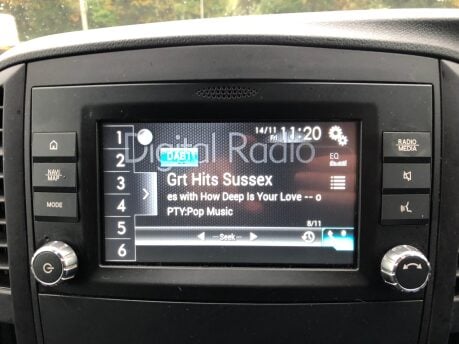 14/11 11:20
Fri
1
Digital Radio
RADIO
MEDIA
2
DAB1
EQ
NAVI
MAP
3
Grt Hits Sussex
4
es with How Deep Is Your Love -- o
MODE
5
PTY:Pop Music
8/11
6
Seek